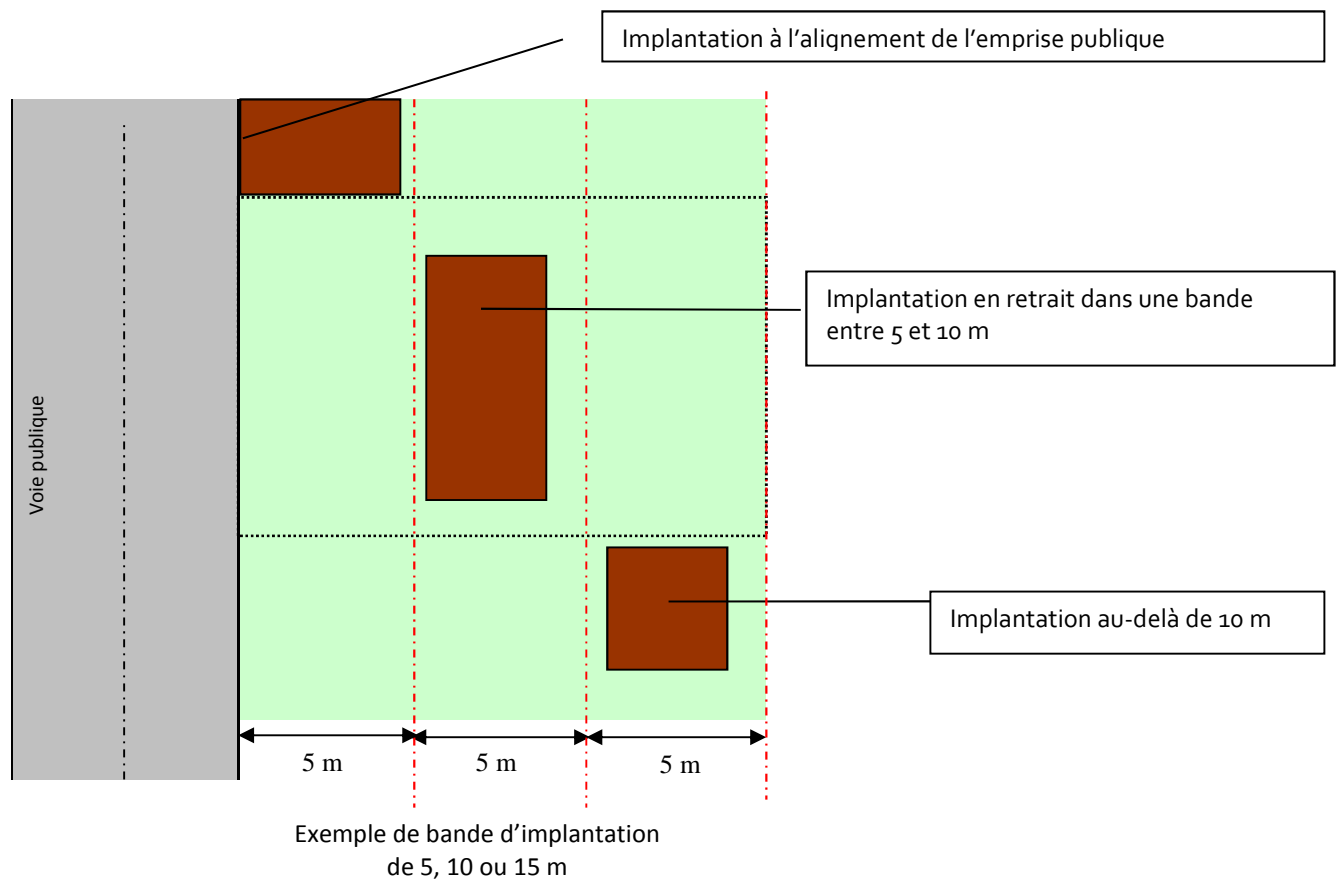 Implantation à l'alignement de l'emprise publique
Implantation en retrait dans une bande
entre 5 et 10 m
Voie publique
Implantation au-delà de 10 m
5 m
5 m
5 m
Exemple de bande d'implantation
de 5, 10 ou 15 m